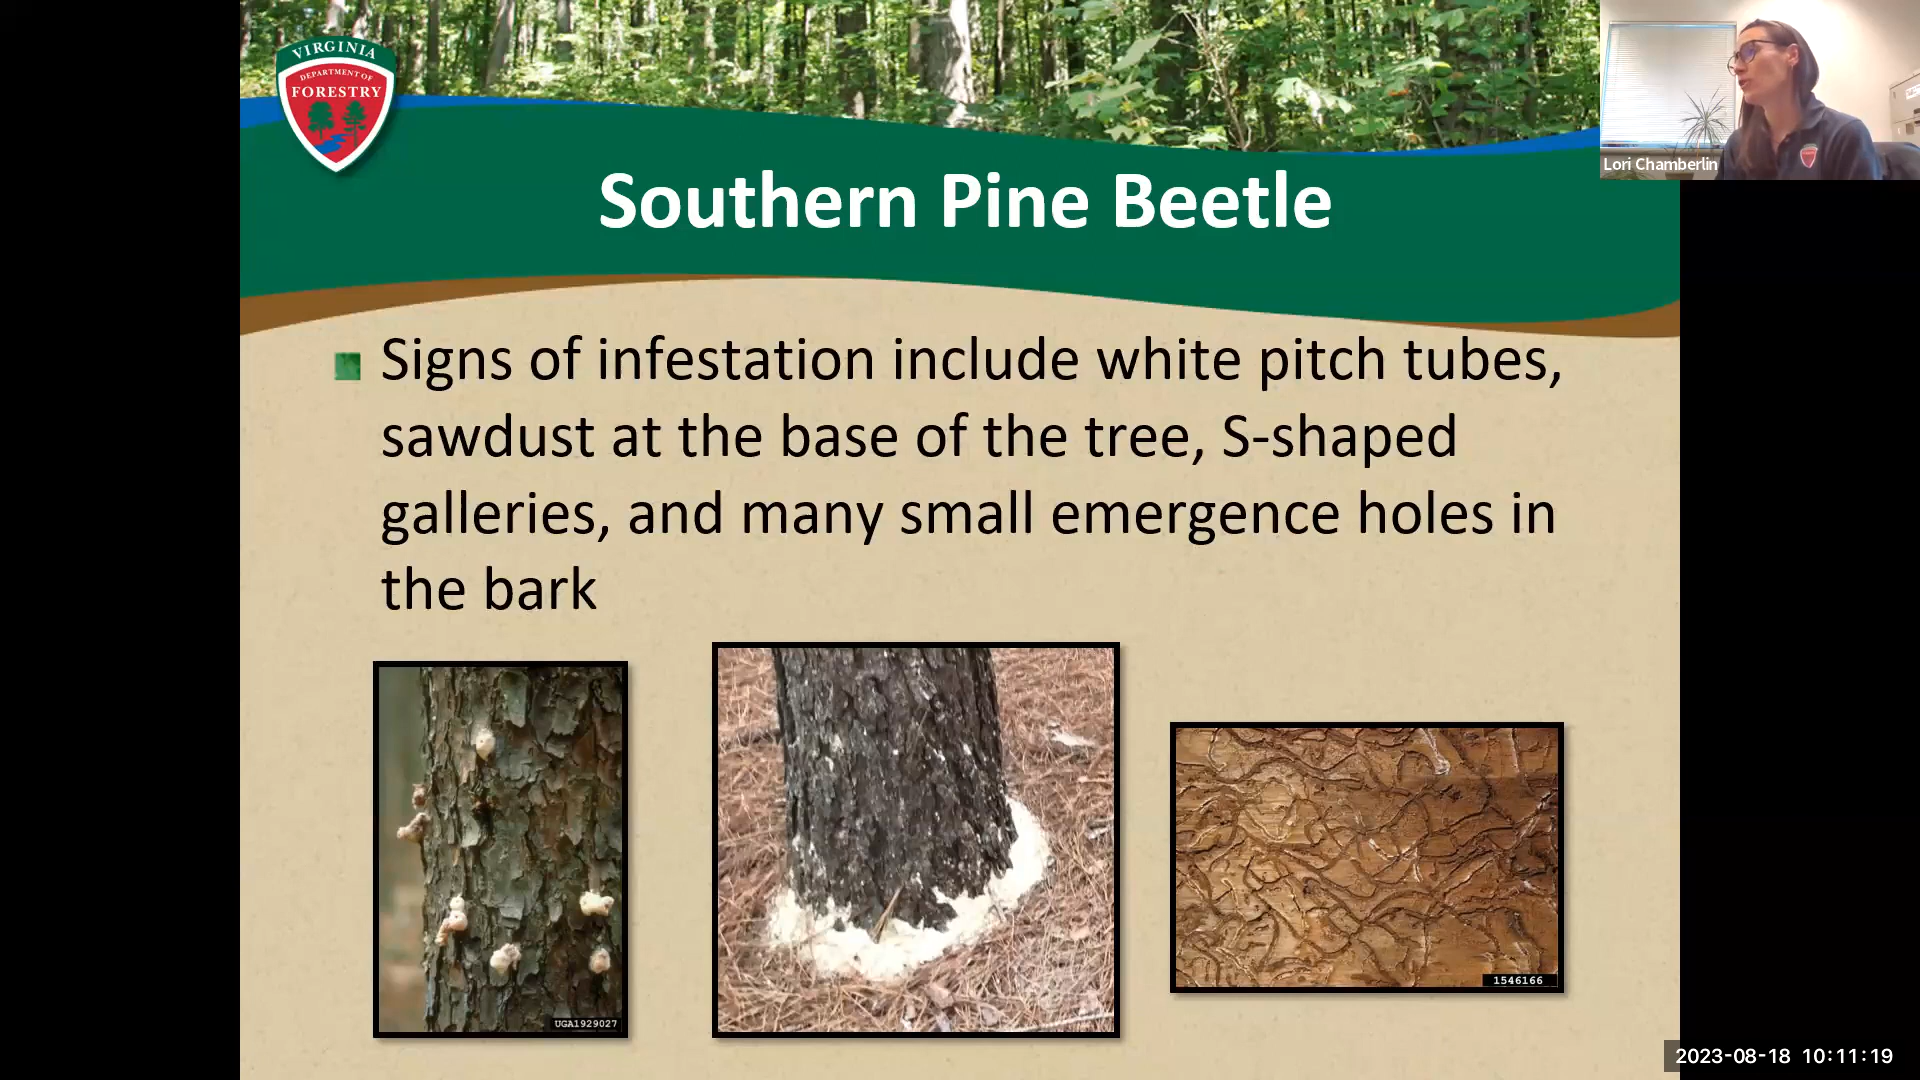 VIRGINIA
DEPARTMENT OF
FORESTRY
Lori Chamberlin
Southern Pine Beetle
Signs of infestation include white pitch tubes,
sawdust at the base of the tree, S-shaped
galleries, and many small emergence holes in
the bark
UGA1929027
1546166
2023-08-18 10:11:19